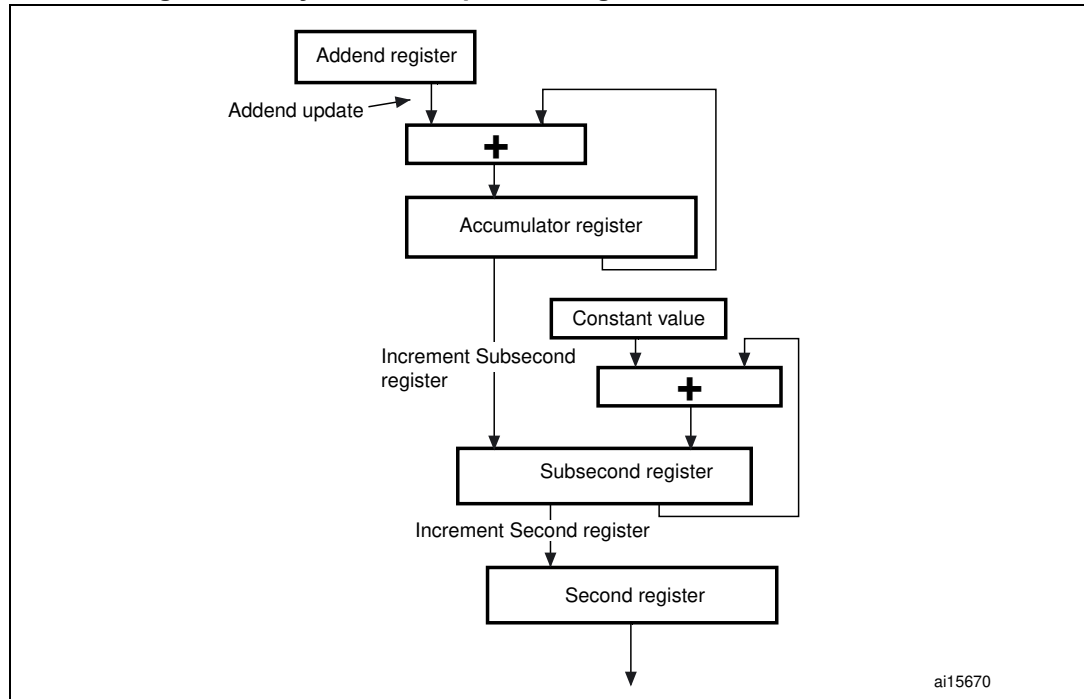 Addend register
Addend update
+
Accumulator register
Constant value
Increment Subsecond
register
+
Subsecond register
Increment Second register
Second register
ai15670